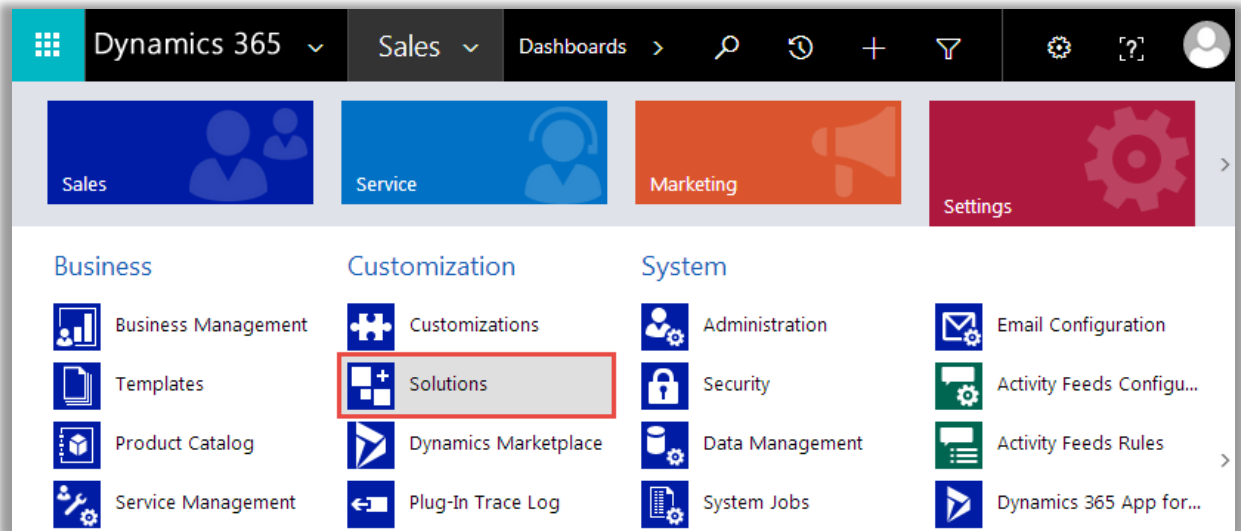 Dynamics 365 Sales Dashboards > [?]
Sales Service Marketing Settings
Business Customization System
Business Management Customizations Administration Email Configuration
Templates Solutions Security Activity Feeds Configu...
Product Catalog Dynamics Marketplace Data Management Activity Feeds Rules
Service Management Plug-In Trace Log System Jobs Dynamics 365 App for...